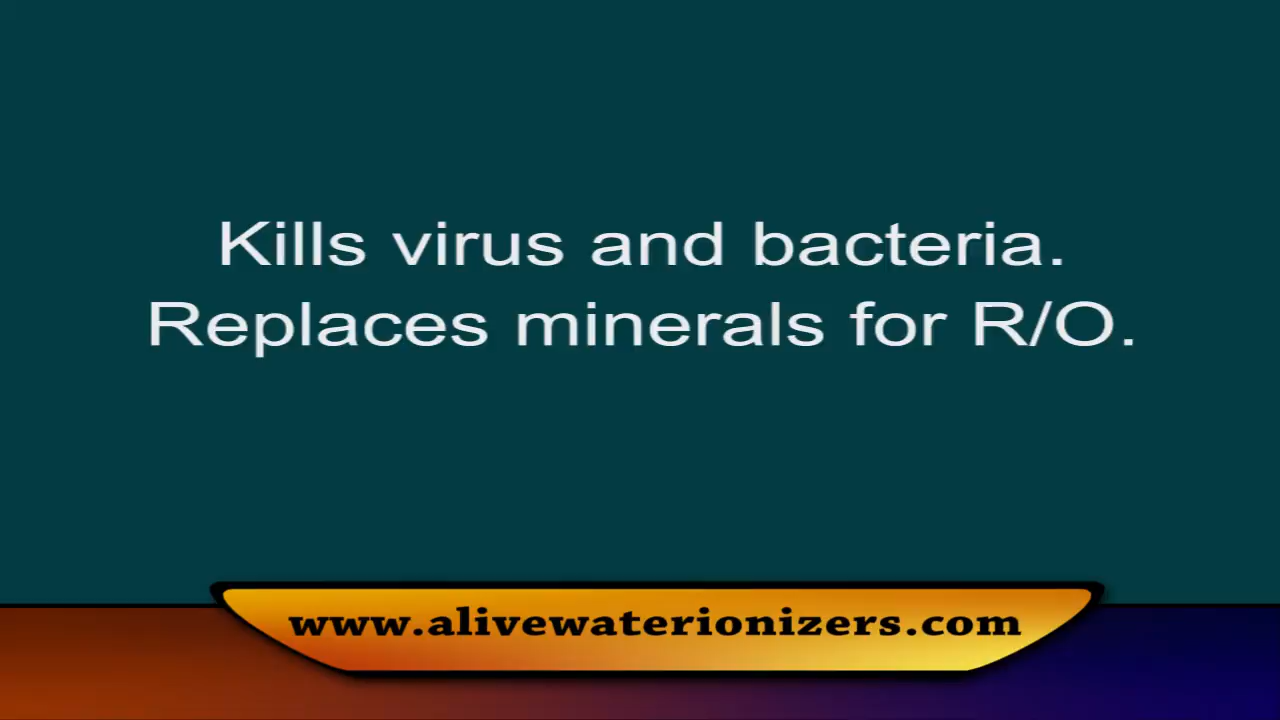 Kills virus and bacteria.
Replaces minerals for R/O.
www.alivewaterionizers.com